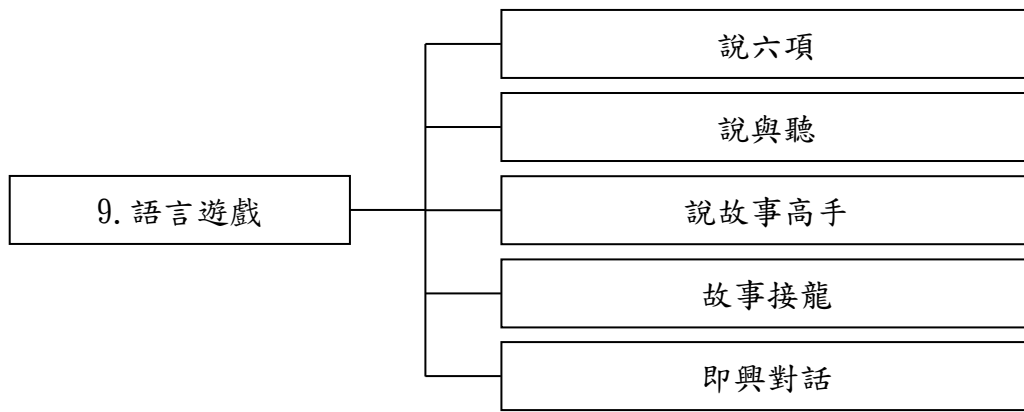 9.語言遊戲
說六項
說與聽
說故事高手
故事接龍
即興對話